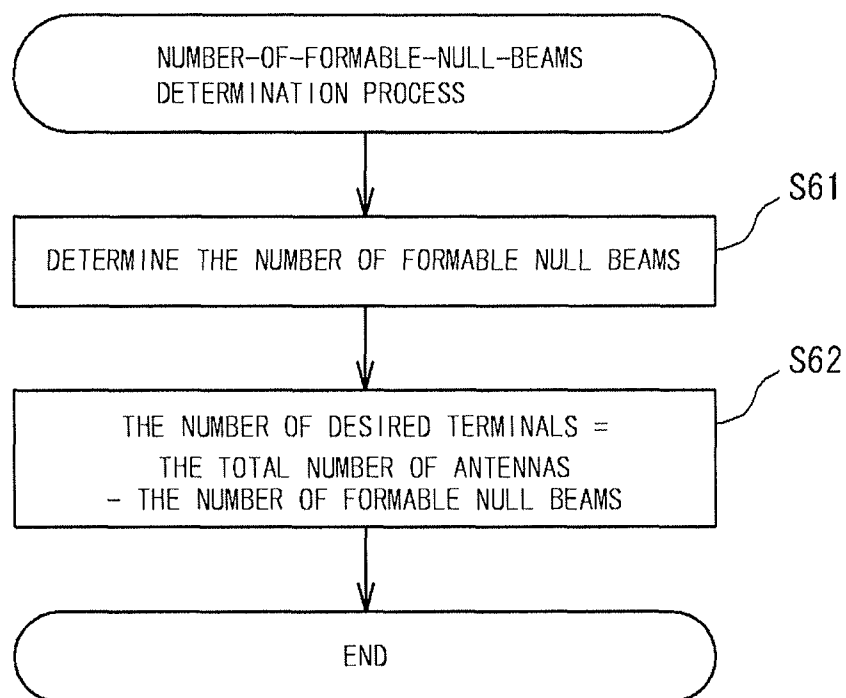 NUMBER-OF-FORMABLE-NULL-BEAMS
DETERMINATION PROCESS
S61
DETERMINE THE NUMBER OF FORMABLE NULL BEAMS
S62
THE NUMBER OF DESIRED TERMINALS =
THE TOTAL NUMBER OF ANTENNAS
- THE NUMBER OF FORMABLE NULL BEAMS
END